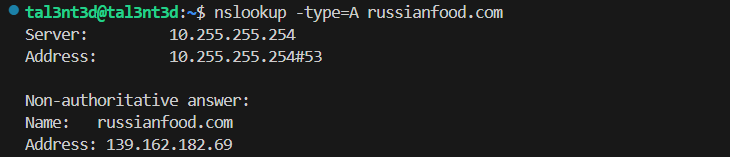 tal3nt3d@tal3nt3d:~$ nslookup -type=A russianfood.com
Server:         10.255.255.254
Address:        10.255.255.254#53

Non-authoritative answer:
Name:   russianfood.com
Address: 139.162.182.69